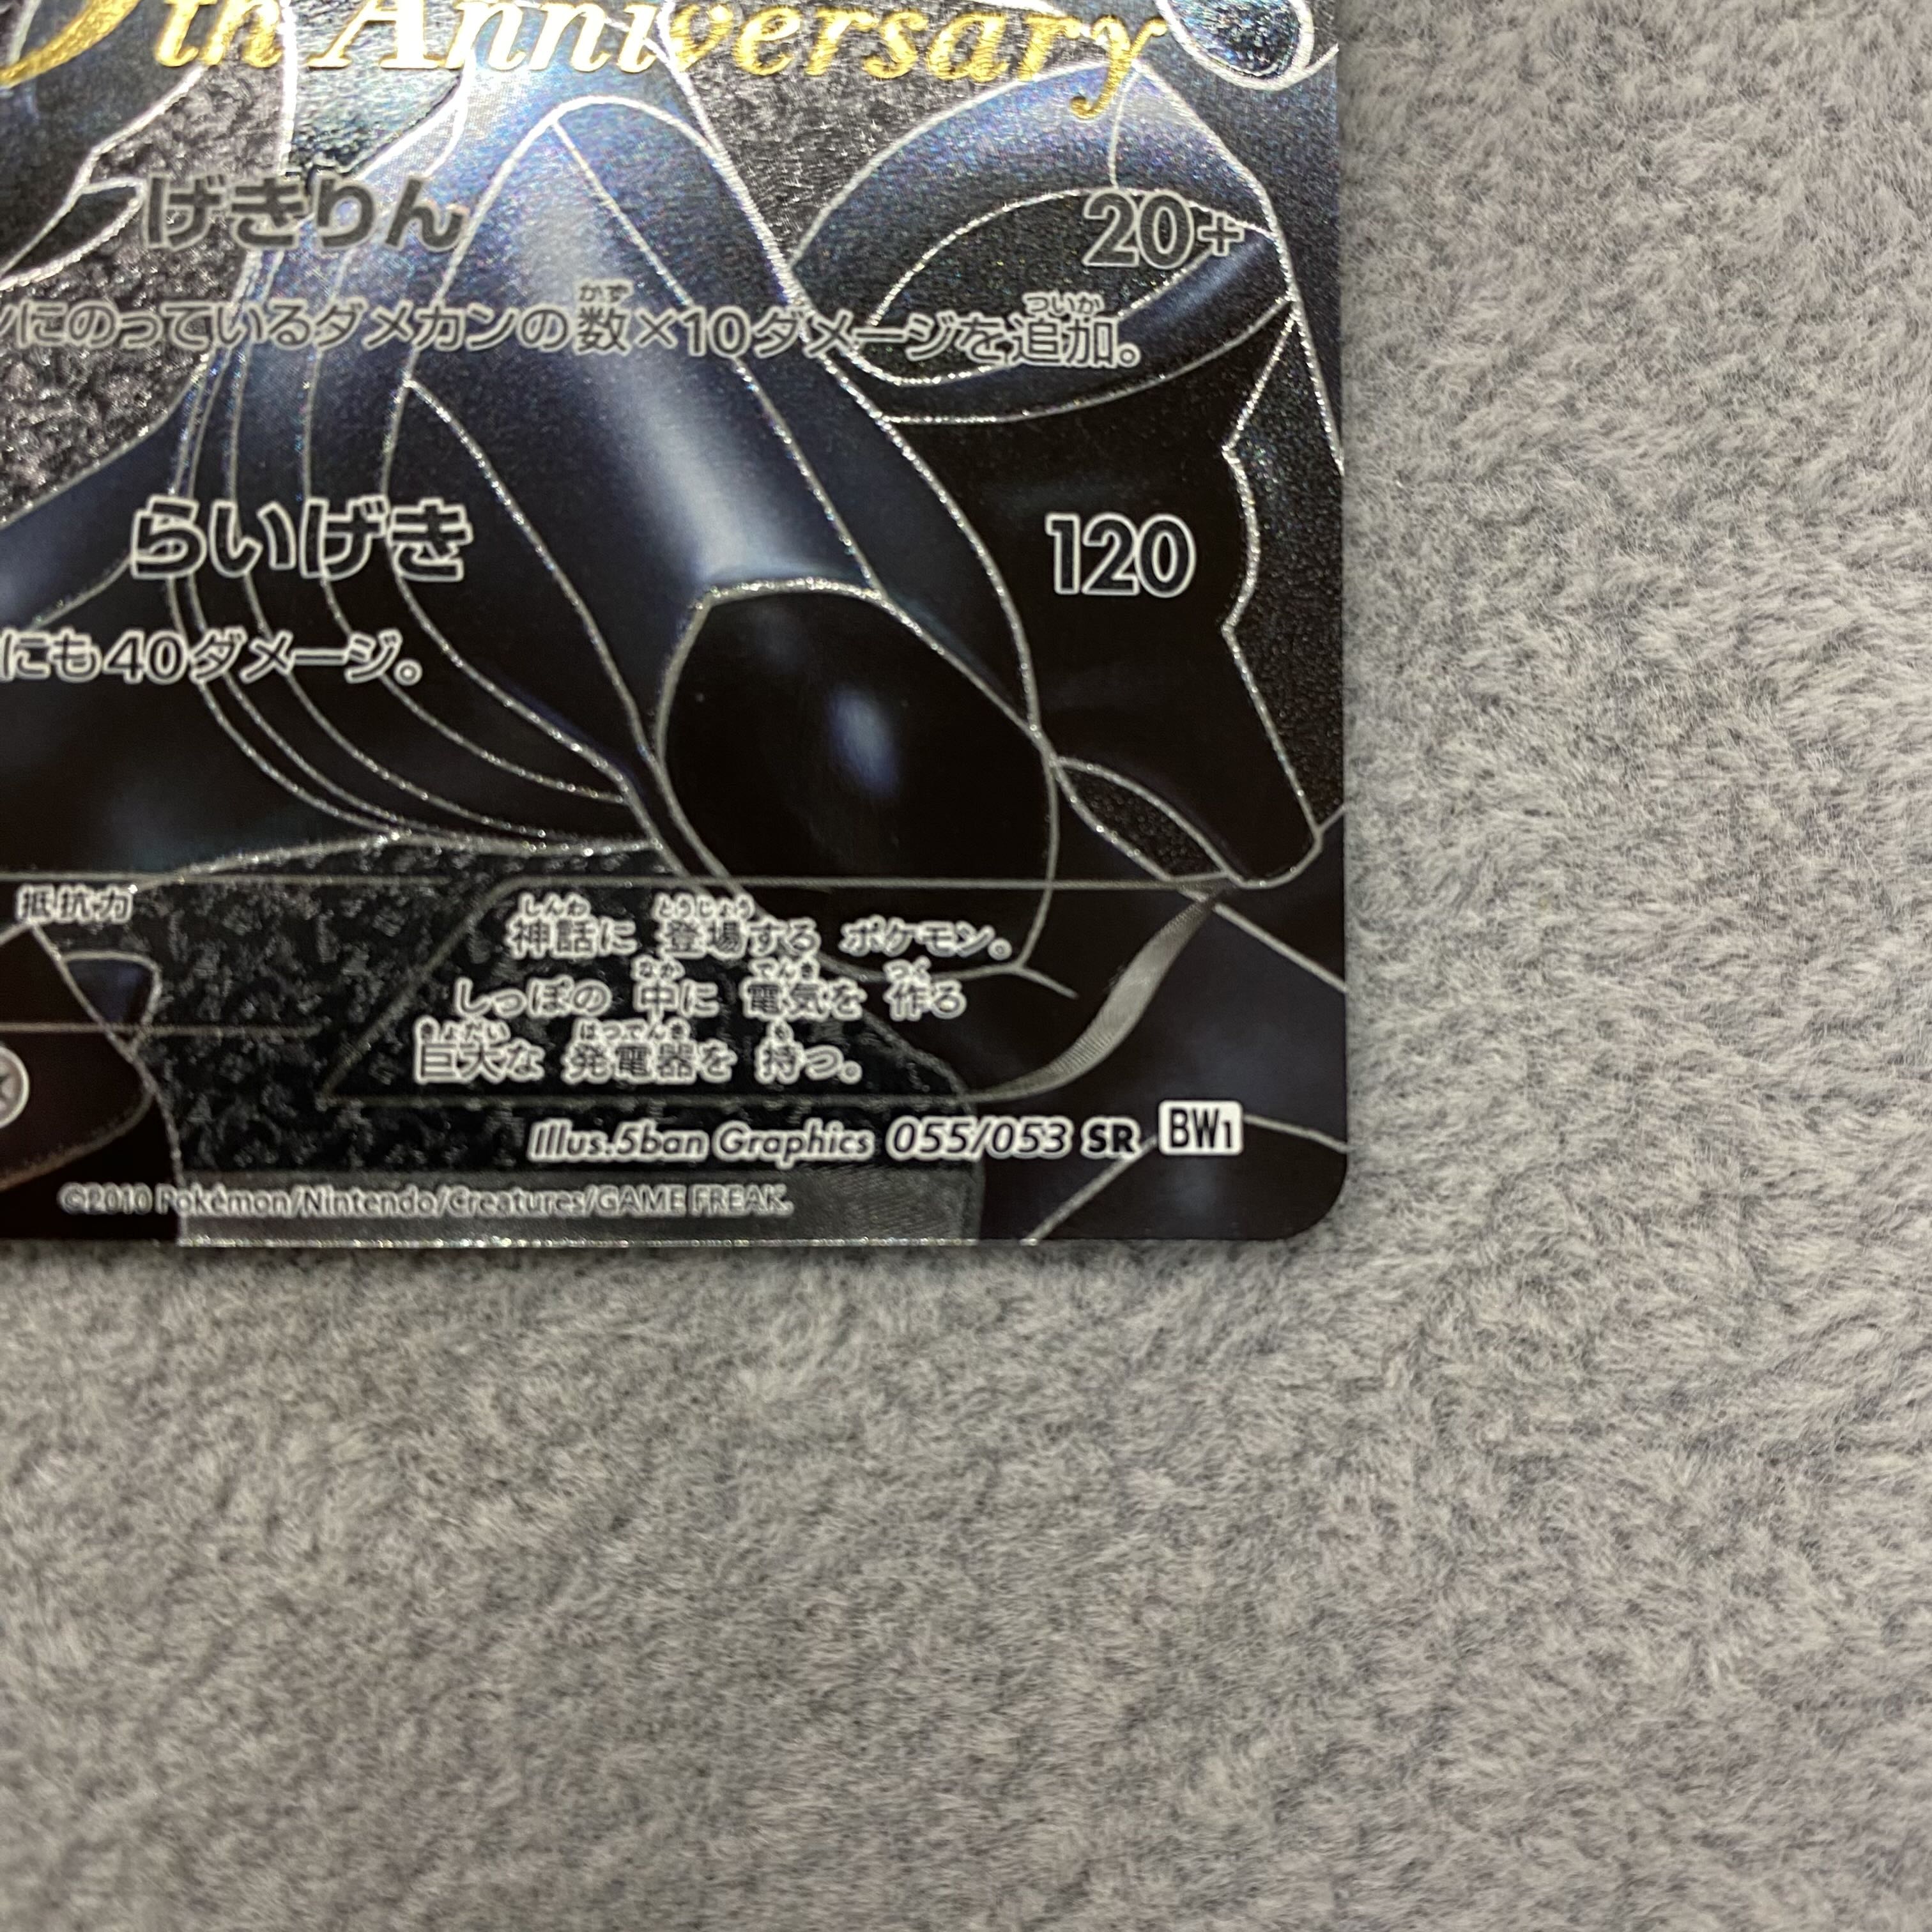 th Anniversary
げきりん 20+
ンにのっているダメカンの数×10ダメージを追加。
らいげき 120
にも40ダメージ。
抵抗力
神話に 登場する ポケモン。
しっぽの 中に 電気を 作る
巨大な 発電器を 持つ。
Illus.5ban Graphics 055/053 SR BW1
©2010 Pokémon/Nintendo/Creatures/GAME FREAK.